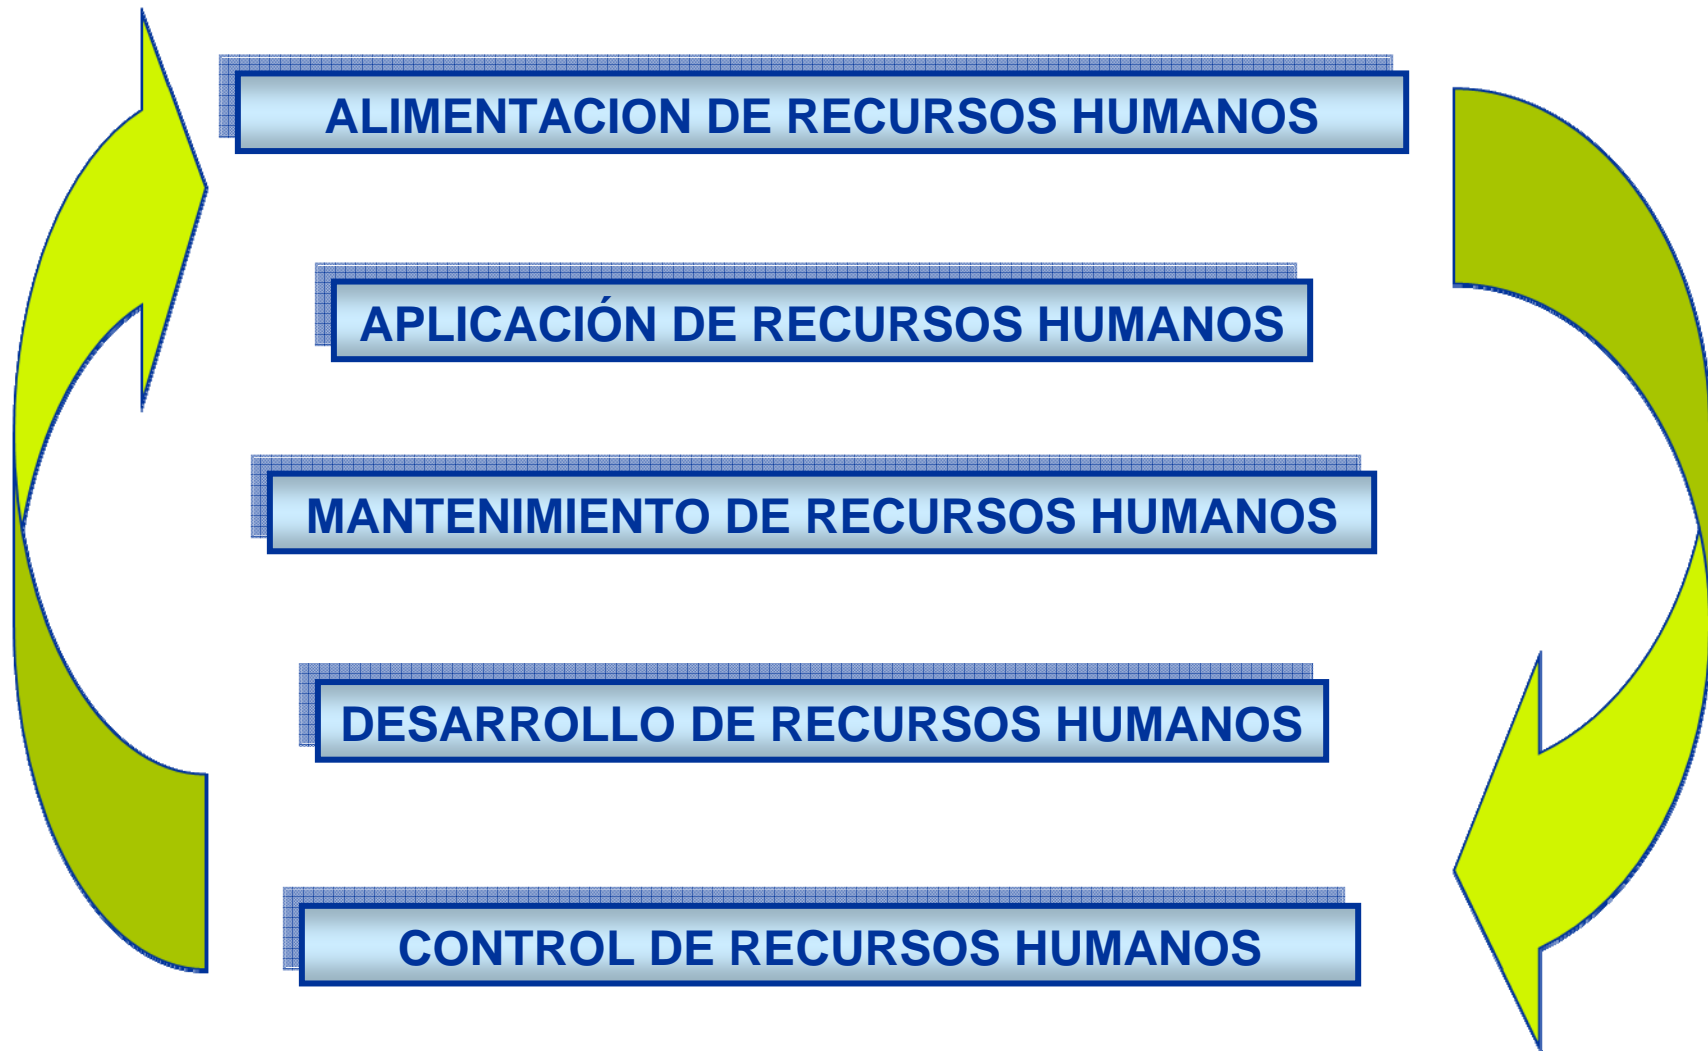 ALIMENTACION DE RECURSOS HUMANOS
APLICACIÓN DE RECURSOS HUMANOS
MANTENIMIENTO DE RECURSOS HUMANOS
DESARROLLO DE RECURSOS HUMANOS
CONTROL DE RECURSOS HUMANOS